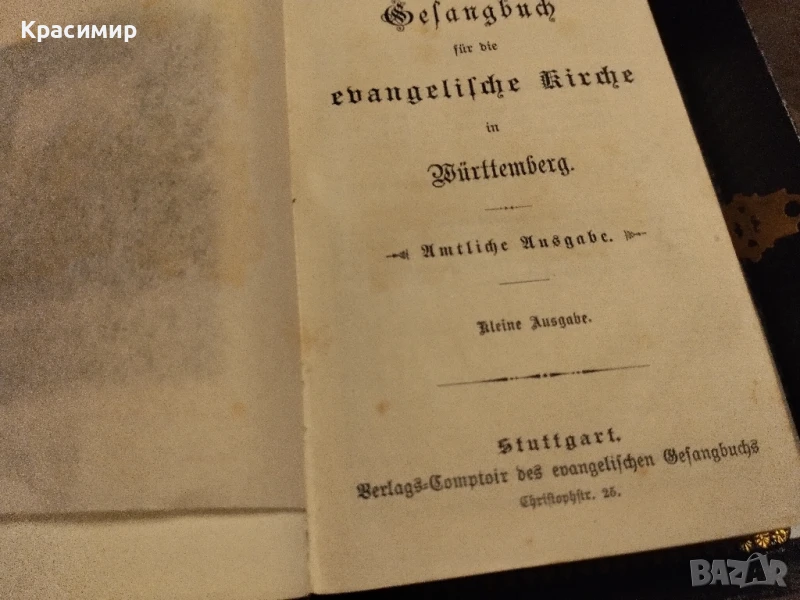 Красимир
Gesangbuch
für die
evangelische Kirche
in
Württemberg.
Amtliche Ausgabe.
Kleine Ausgabe.
Stuttgart.
Verlags-Comptoir des evangelischen Gesangbuchs
Christophstr. 26.
BAZAR